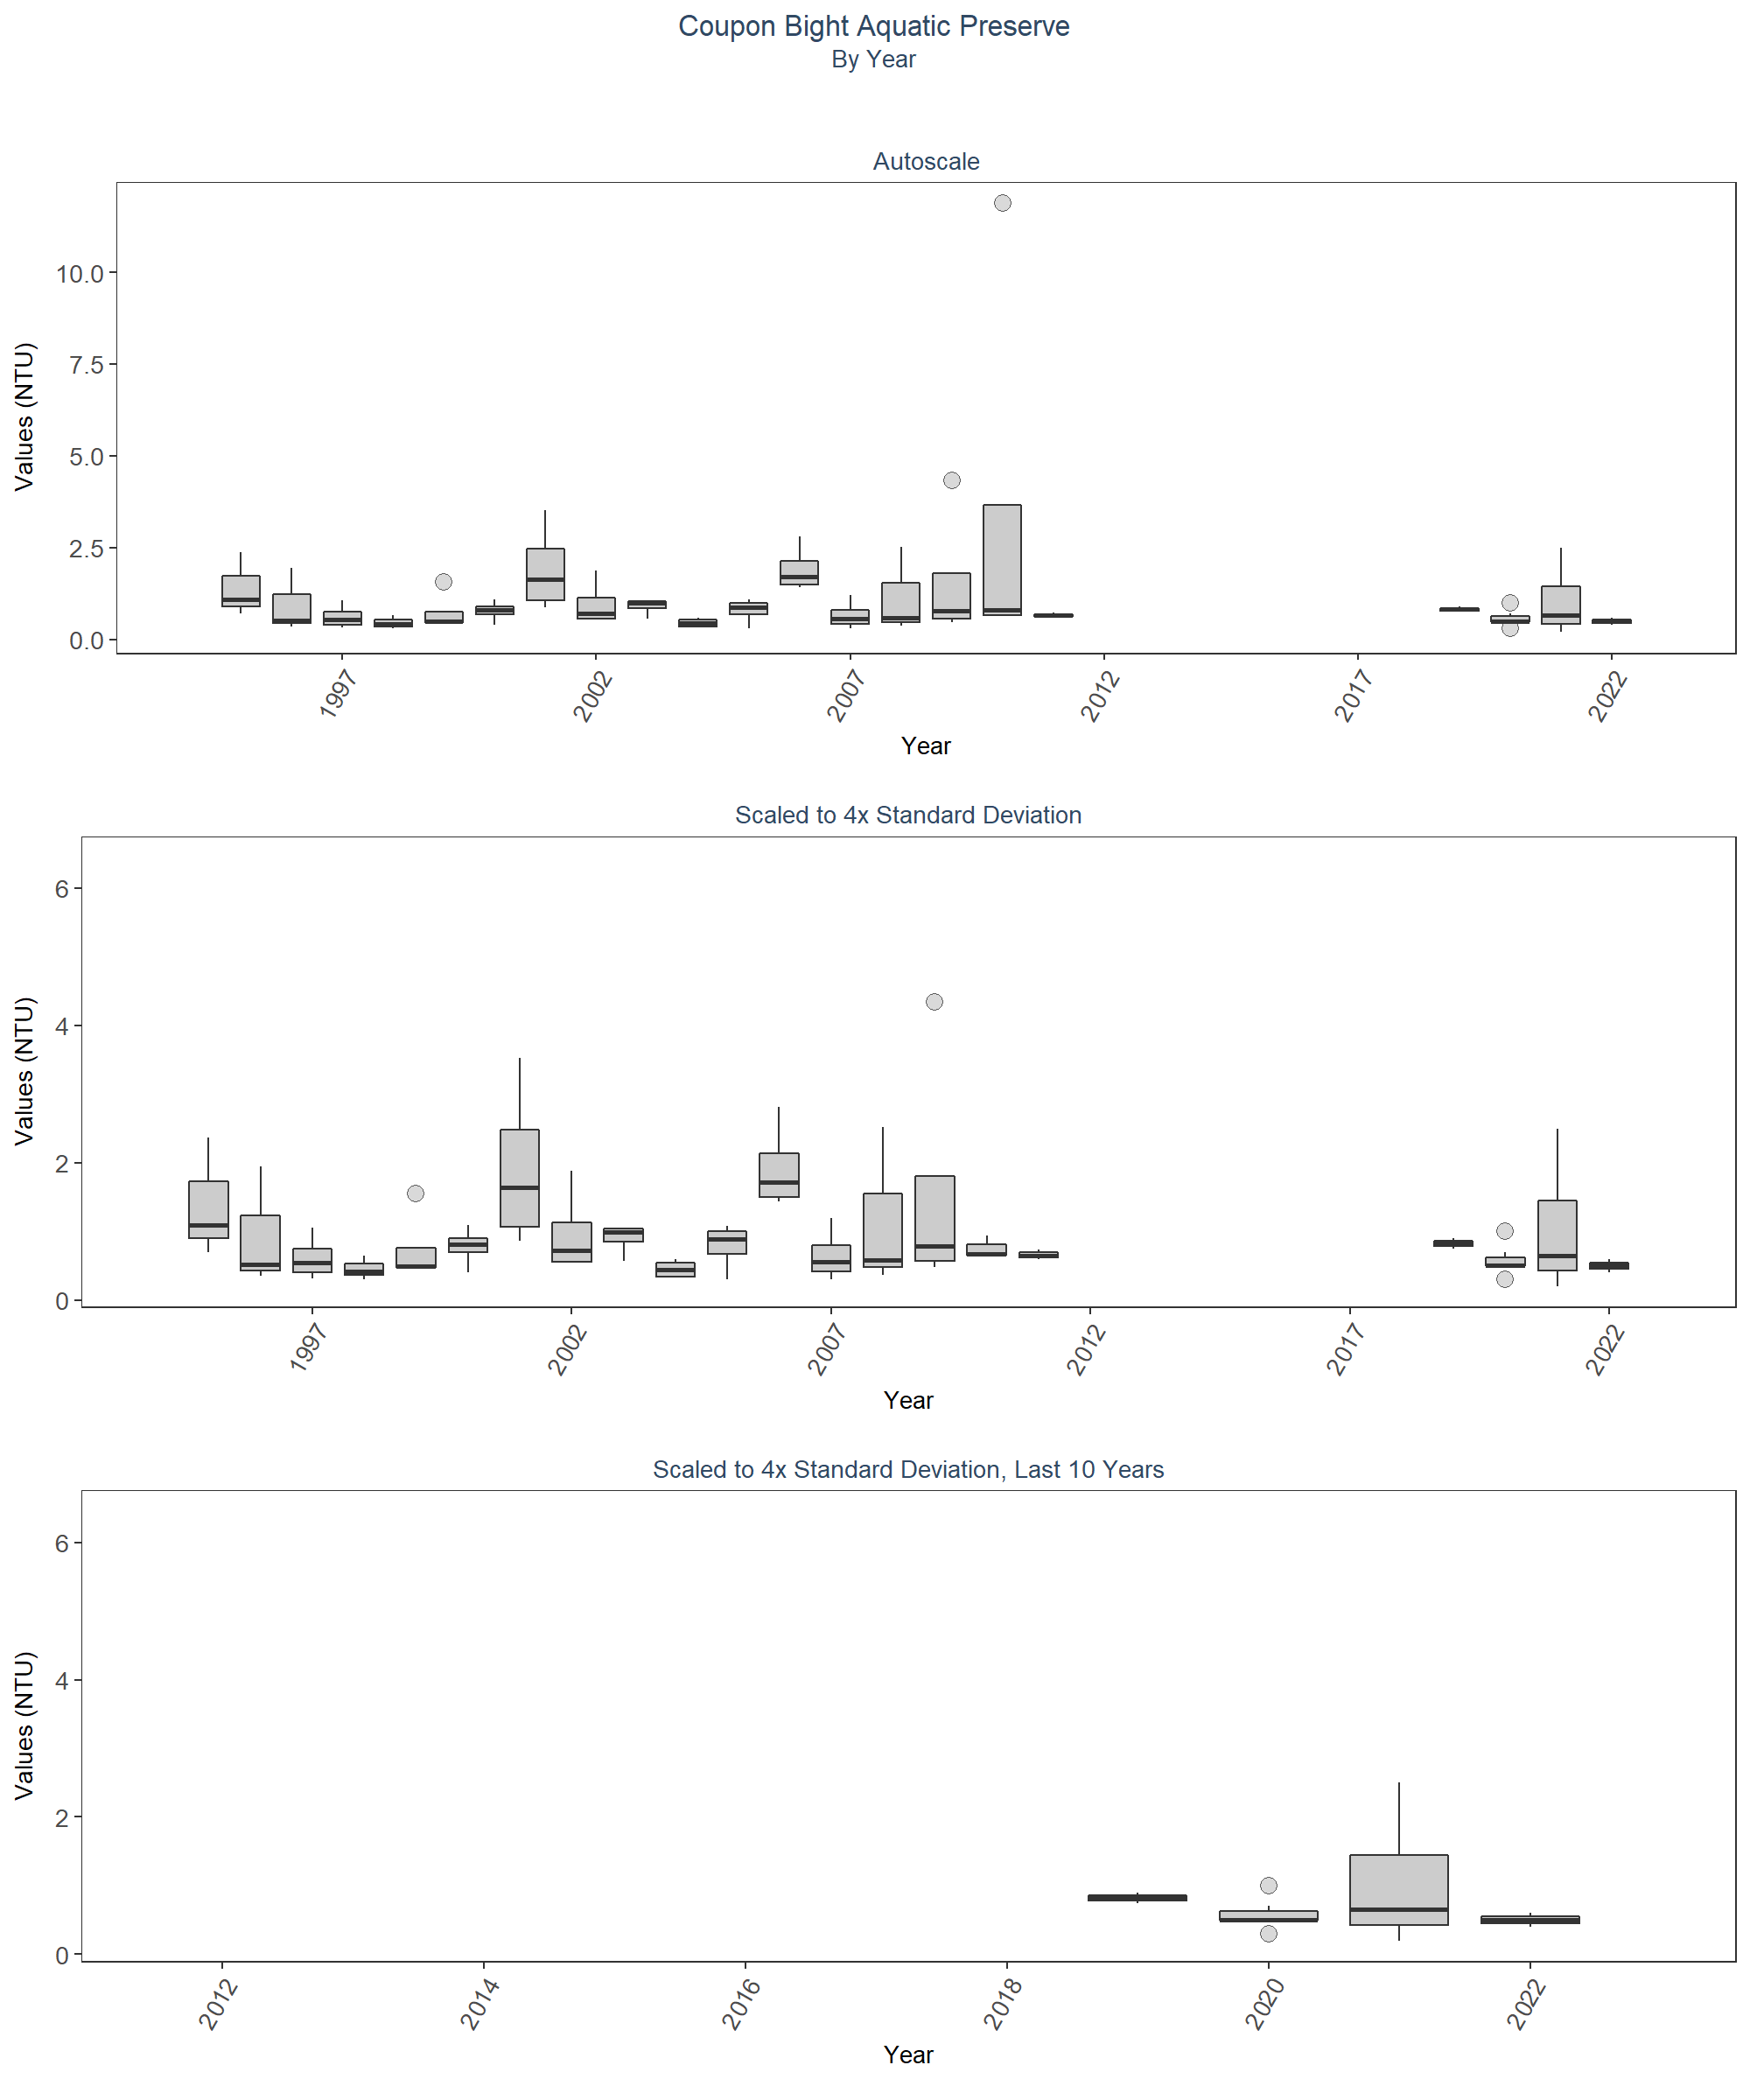 Coupon Bight Aquatic Preserve
By Year
Autoscale
Values (NTU)
10.0
7.5
5.0
2.5
0.0
1997
2002
2007
2012
2017
2022
Year
Scaled to 4x Standard Deviation
Values (NTU)
6
4
2
0
1997
2002
2007
2012
2017
2022
Year
Scaled to 4x Standard Deviation, Last 10 Years
Values (NTU)
6
4
2
0
2012
2014
2016
2018
2020
2022
Year